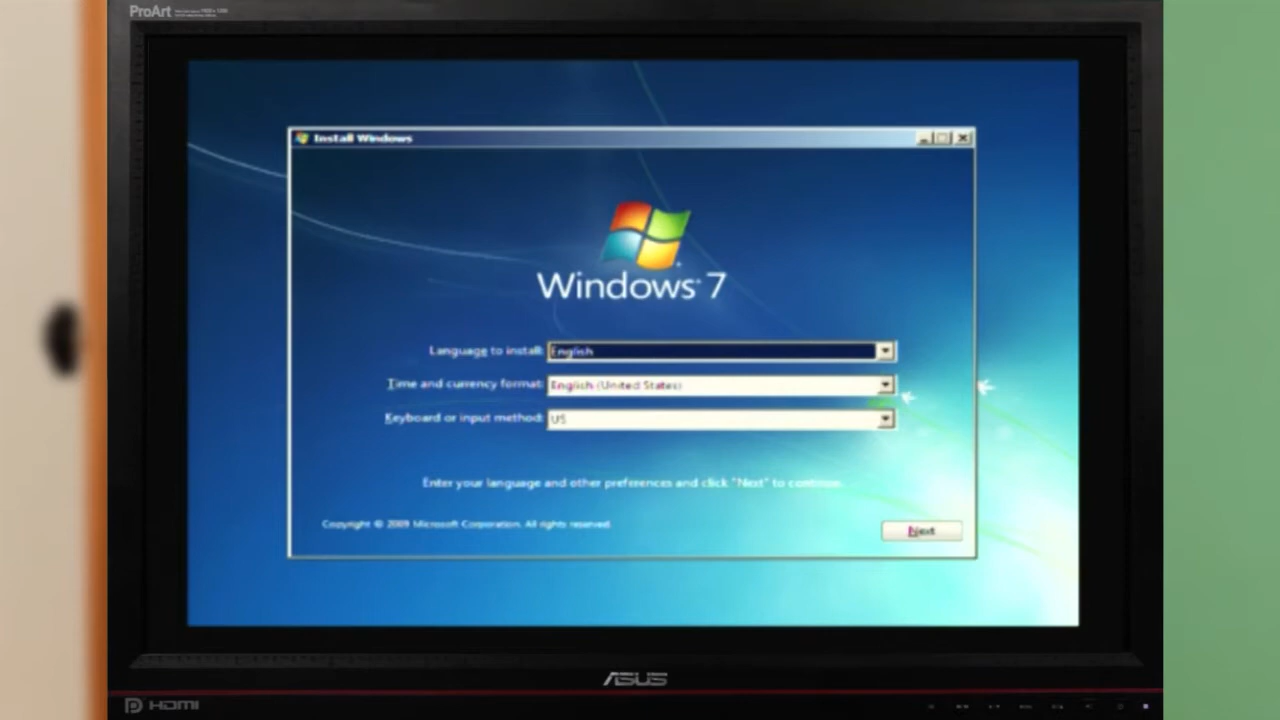 ProArt
Install Windows
Windows 7
Language to install: English
Time and currency format: English (United States)
Keyboard or input method: US
Enter your language and other preferences and click "Next" to continue.
Copyright © 2009 Microsoft Corporation. All rights reserved.
Next
ASUS
HDMI